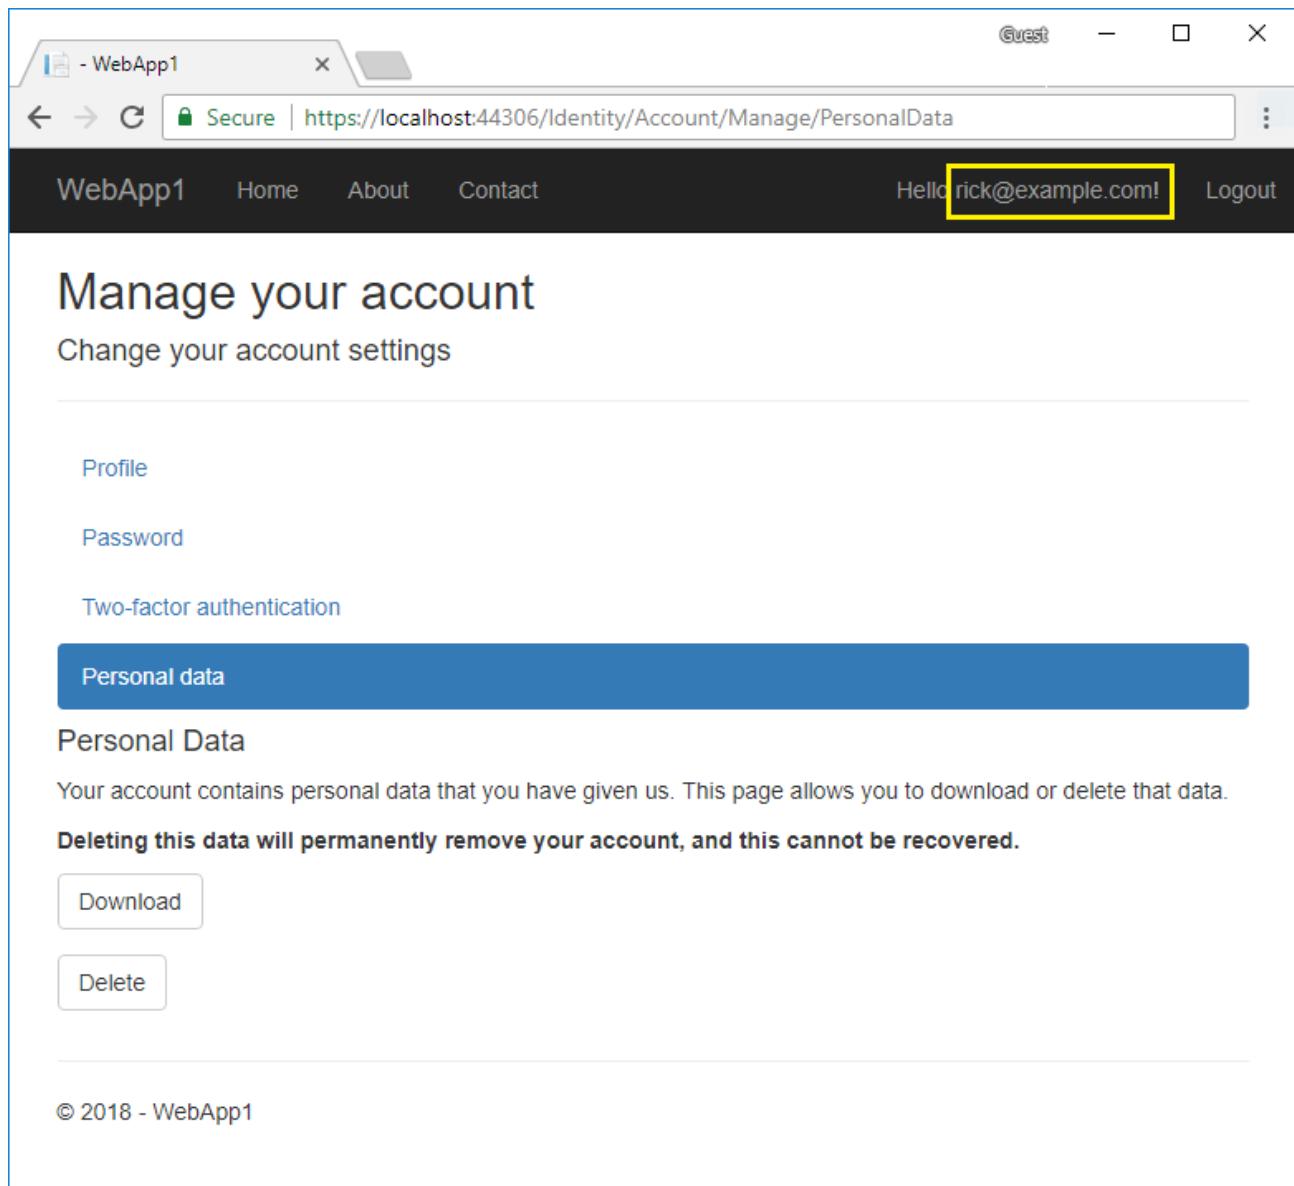 Guest
- WebApp1
Secure | https://localhost:44306/Identity/Account/Manage/PersonalData
WebApp1 Home About Contact Hello rick@example.com! Logout
Manage your account
Change your account settings
Profile
Password
Two-factor authentication
Personal data
Personal Data
Your account contains personal data that you have given us. This page allows you to download or delete that data.
Deleting this data will permanently remove your account, and this cannot be recovered.
Download
Delete
© 2018 - WebApp1